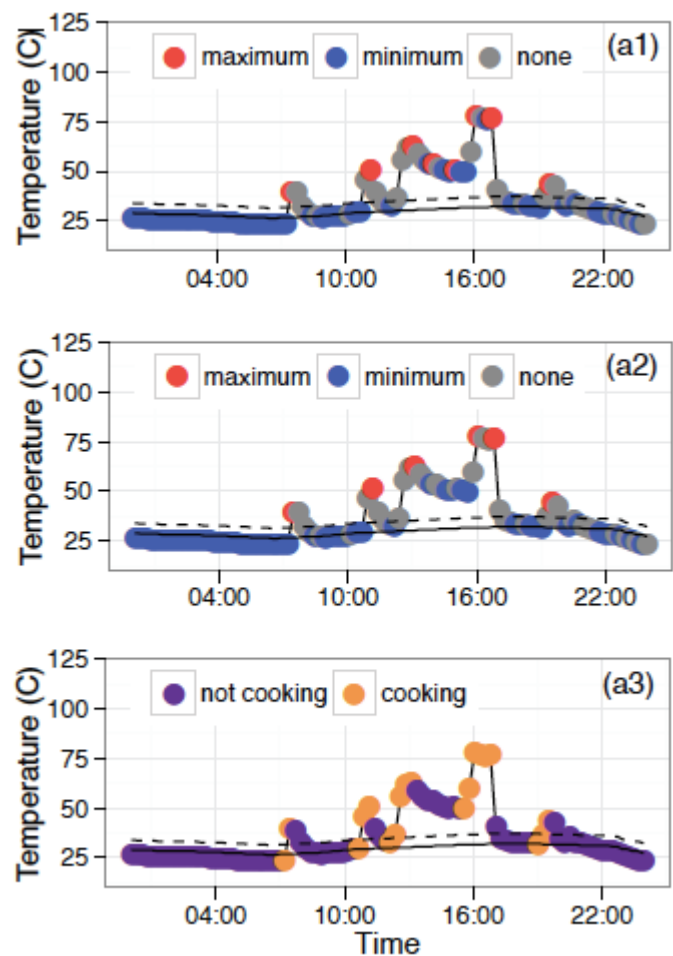 Temperature (C)
125
100
75
50
25
maximum minimum none
(a1)
04:00 10:00 16:00 22:00
Temperature (C)
125
100
75
50
25
maximum minimum none
(a2)
04:00 10:00 16:00 22:00
Temperature (C)
125
100
75
50
25
not cooking cooking
(a3)
04:00 10:00 16:00 22:00
Time